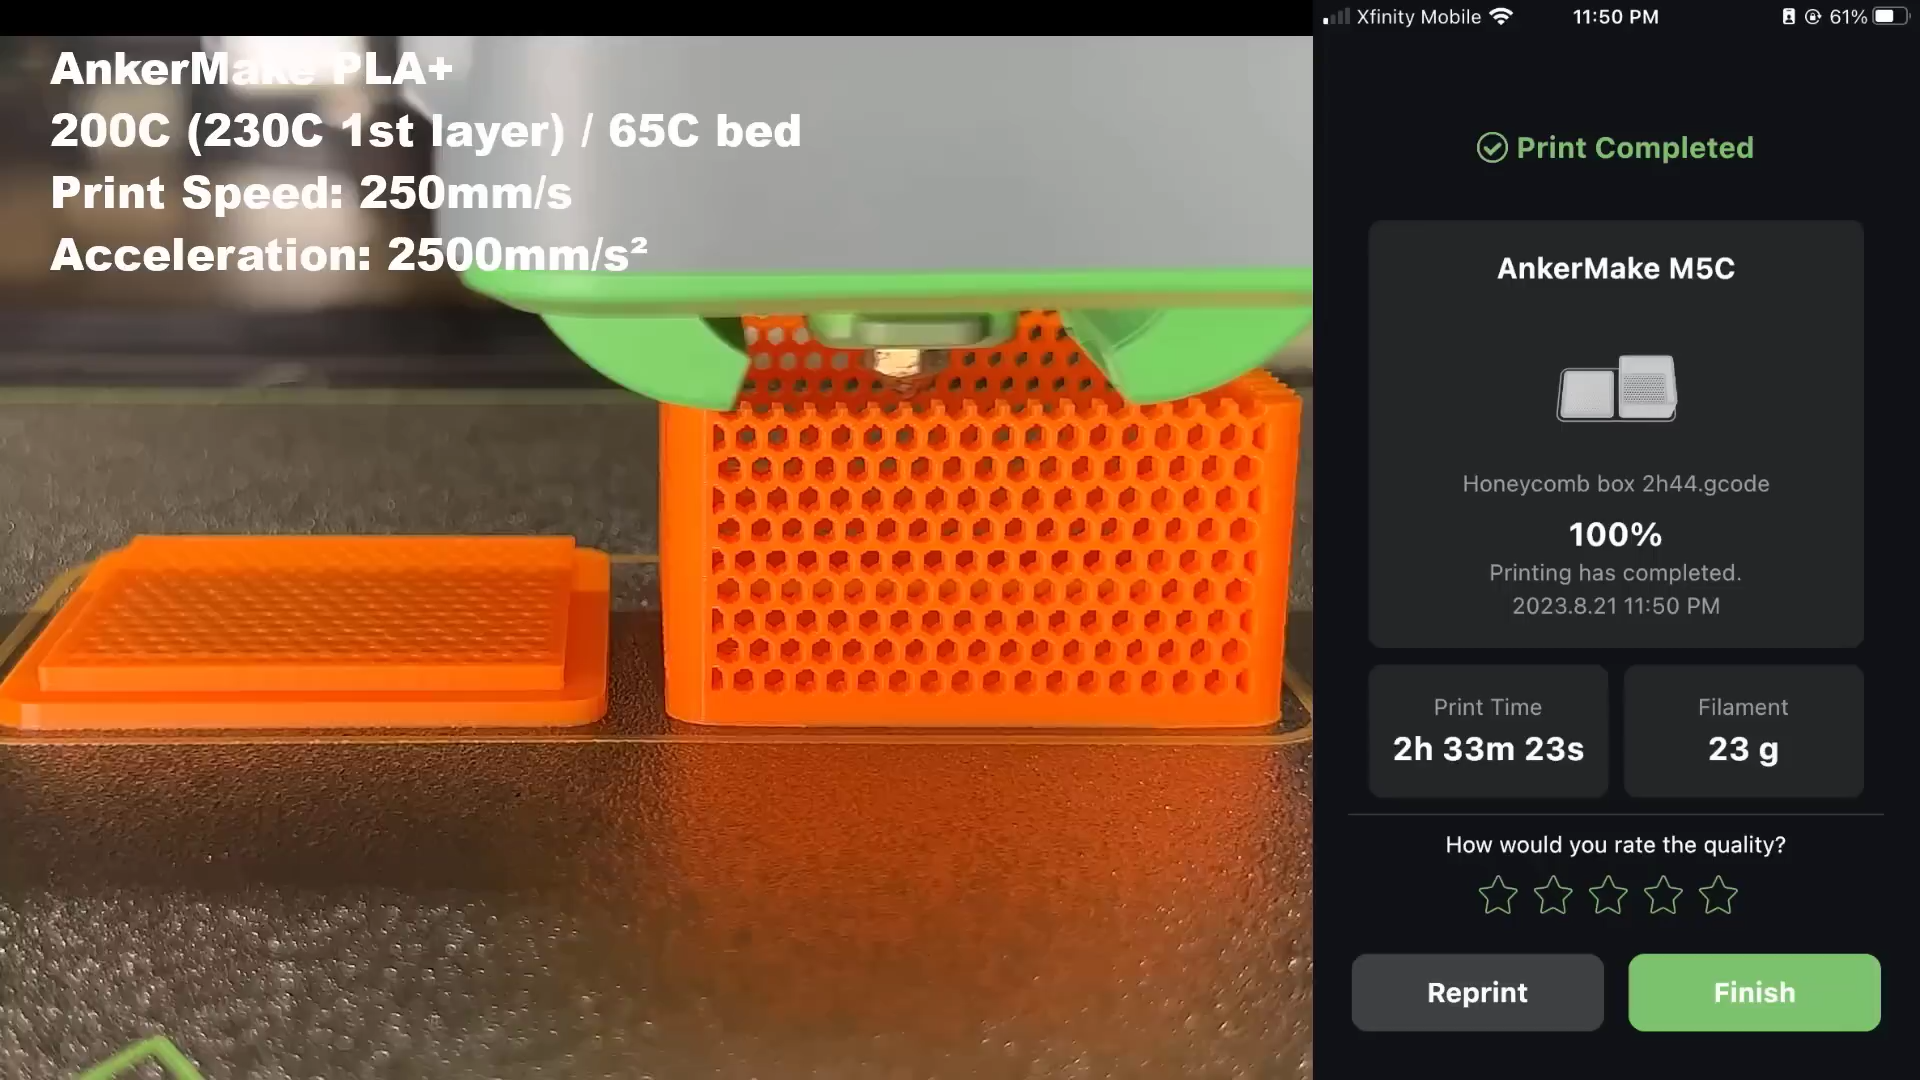 AnkerMake PLA+
200C (230C 1st layer) / 65C bed
Print Speed: 250mm/s
Acceleration: 2500mm/s²
Xfinity Mobile
11:50 PM
61%
Print Completed
AnkerMake M5C
Honeycomb box 2h44.gcode
100%
Printing has completed.
2023.8.21 11:50 PM
Print Time
2h 33m 23s
Filament
23 g
How would you rate the quality?
Reprint
Finish